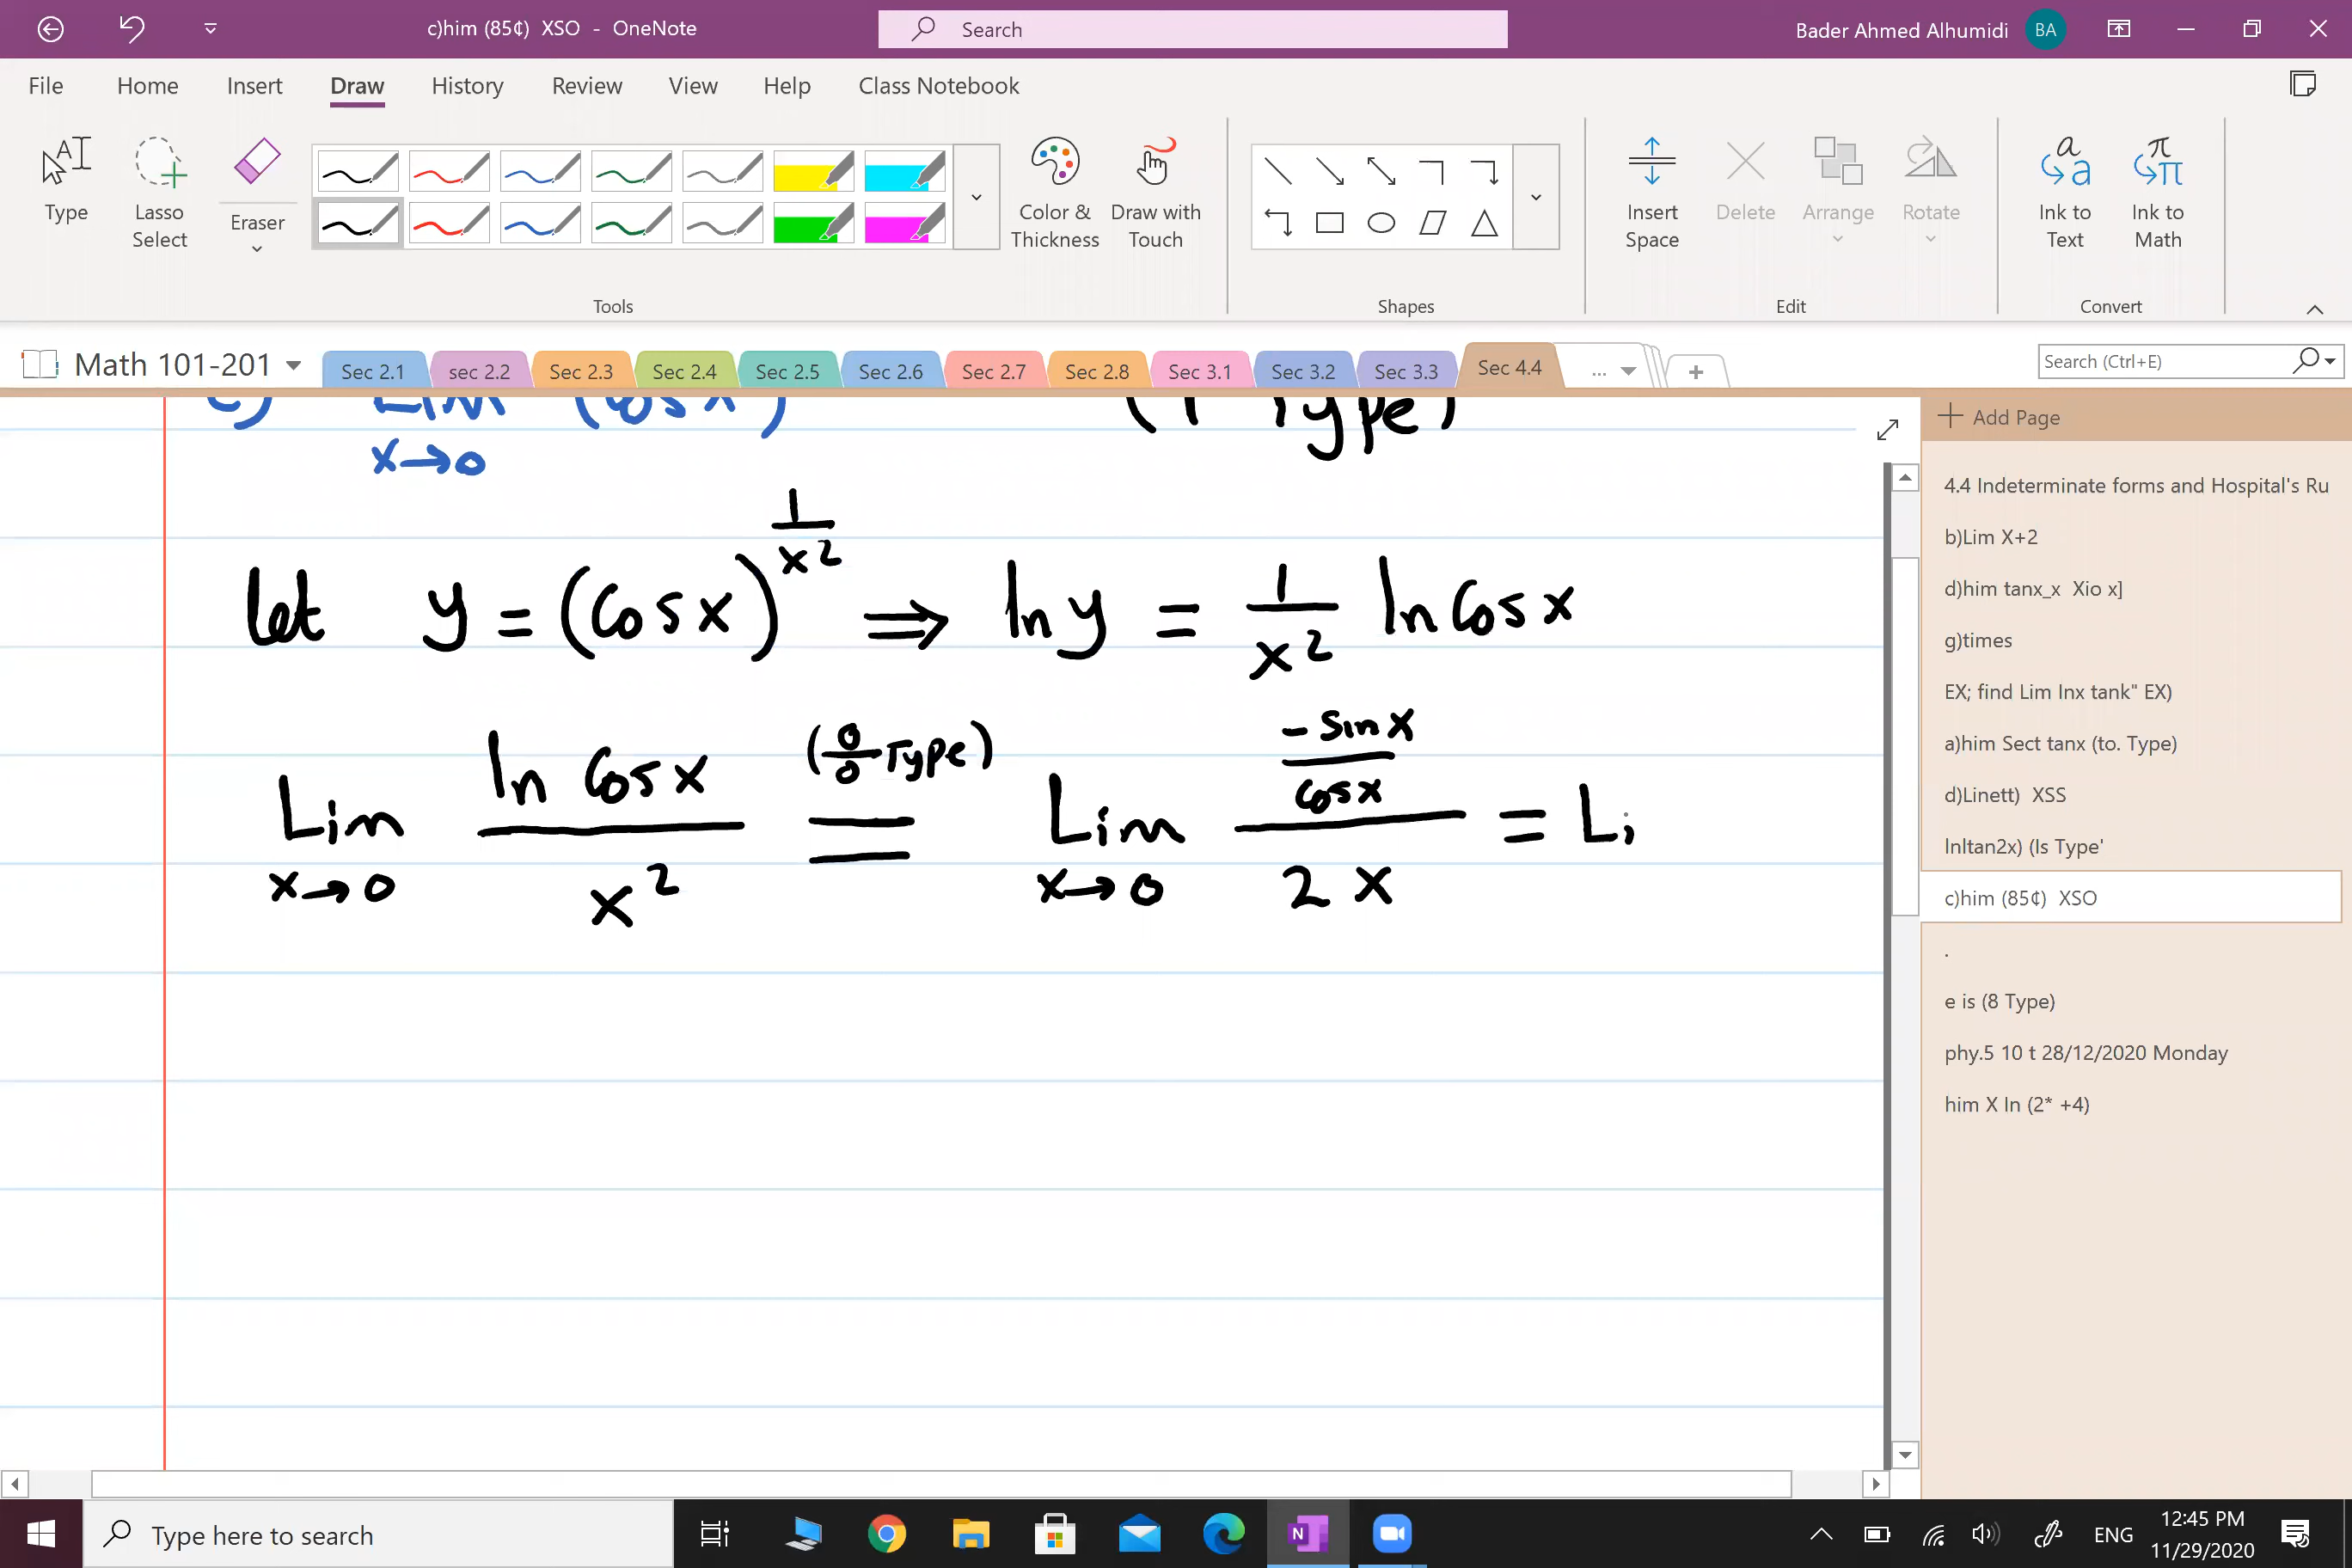 c)him (85¢) XSO - OneNote
Search
Bader Ahmed Alhumidi BA
File Home Insert Draw History Review View Help Class Notebook
Type
Lasso Select
Eraser
Color & Thickness
Draw with Touch
Insert Space
Delete
Arrange
Rotate
a a Ink to Text
π π Ink to Math
Tools Shapes Edit Convert
Math 101-201 Sec 2.1 sec 2.2 Sec 2.3 Sec 2.4 Sec 2.5 Sec 2.6 Sec 2.7 Sec 2.8 Sec 3.1 Sec 3.2 Sec 3.3 Sec 4.4 ... +
Search (Ctrl+E)
Lim (cosx) Type)
x→0
let y = (cosx)^(1/x²) ⇒ ln y = 1/x² ln cosx
Lim x→0 (ln cosx)/(x²) = (0/0 Type) Lim x→0 (-sinx/cosx)/(2x) = Li
Add Page
4.4 Indeterminate forms and Hospital's Ru
b)Lim X+2
d)him tanx_x Xio x]
g)times
EX; find Lim Inx tank" EX)
a)him Sect tanx (to. Type)
d)Linett) XSS
Inltan2x) (Is Type'
c)him (85¢) XSO
.
e is (8 Type)
phy.5 10 t 28/12/2020 Monday
him X In (2* +4)
Type here to search
N
ENG
12:45 PM
11/29/2020